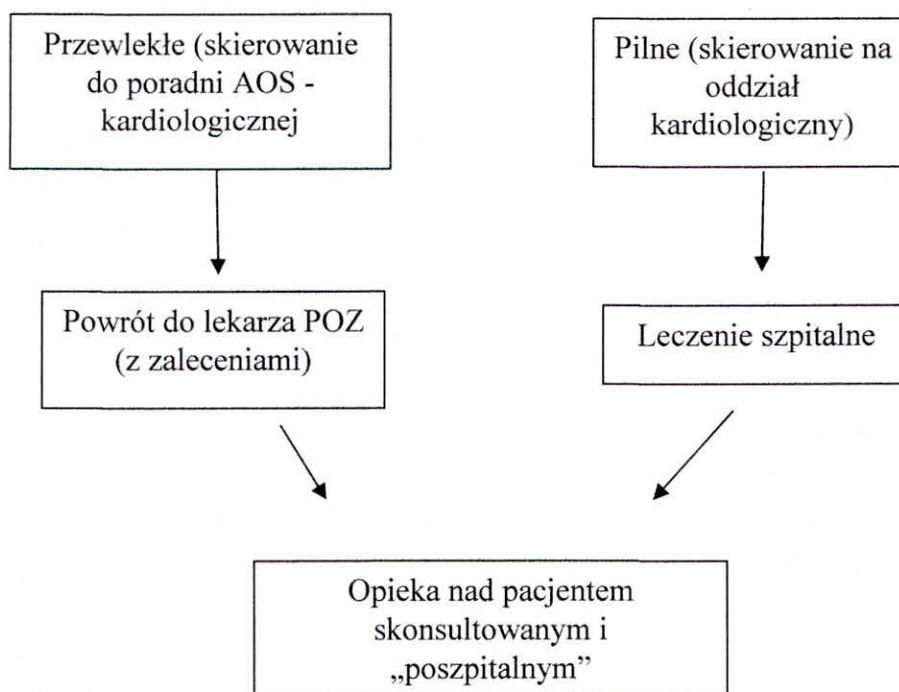 Przewlekłe (skierowanie
do poradni AOS -
kardiologicznej
Pilne (skierowanie na
oddział
kardiologiczny)
Powrót do lekarza POZ
(z zaleceniami)
Leczenie szpitalne
Opieka nad pacjentem
skonsultowanym i
„poszpitalnym”